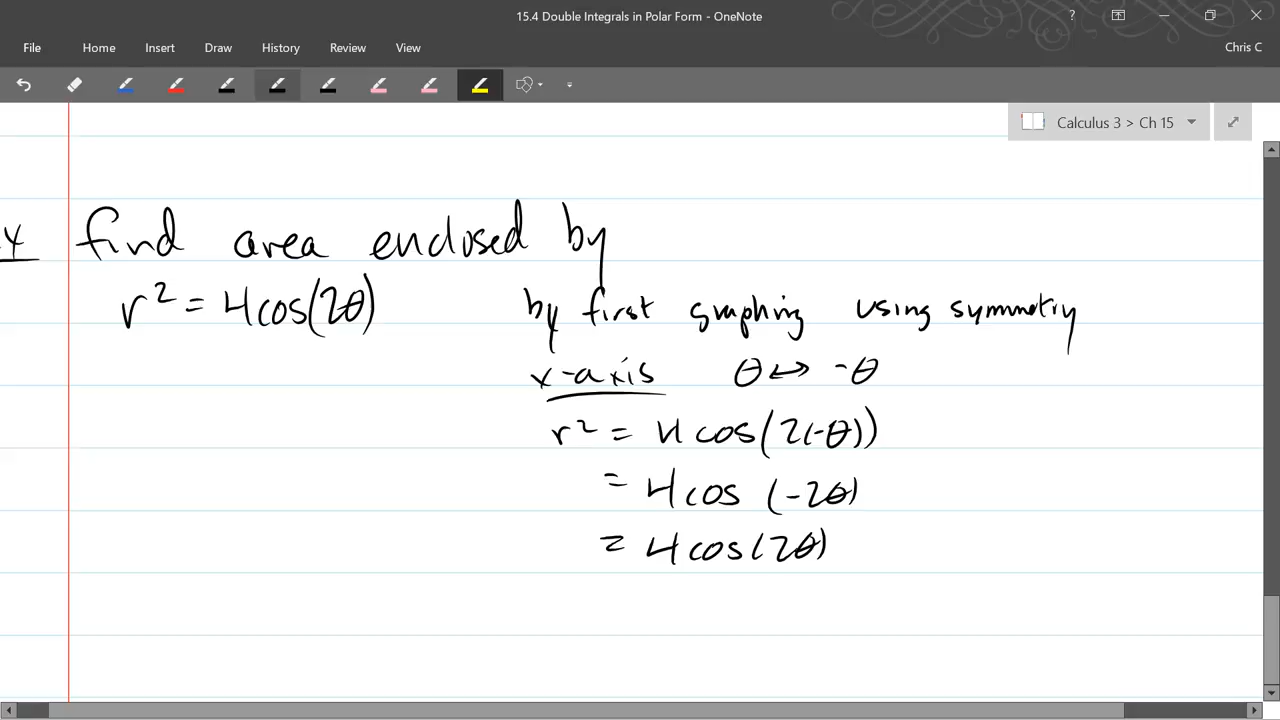 15.4 Double Integrals in Polar Form - OneNote
File Home Insert Draw History Review View Chris C
Calculus 3 > Ch 15
find area enclosed by
r² = 4cos(2θ) by first graphing using symmetry
x-axis θ ↔ -θ
r² = 4cos(2(-θ))
= 4cos (-2θ)
= 4cos(2θ)